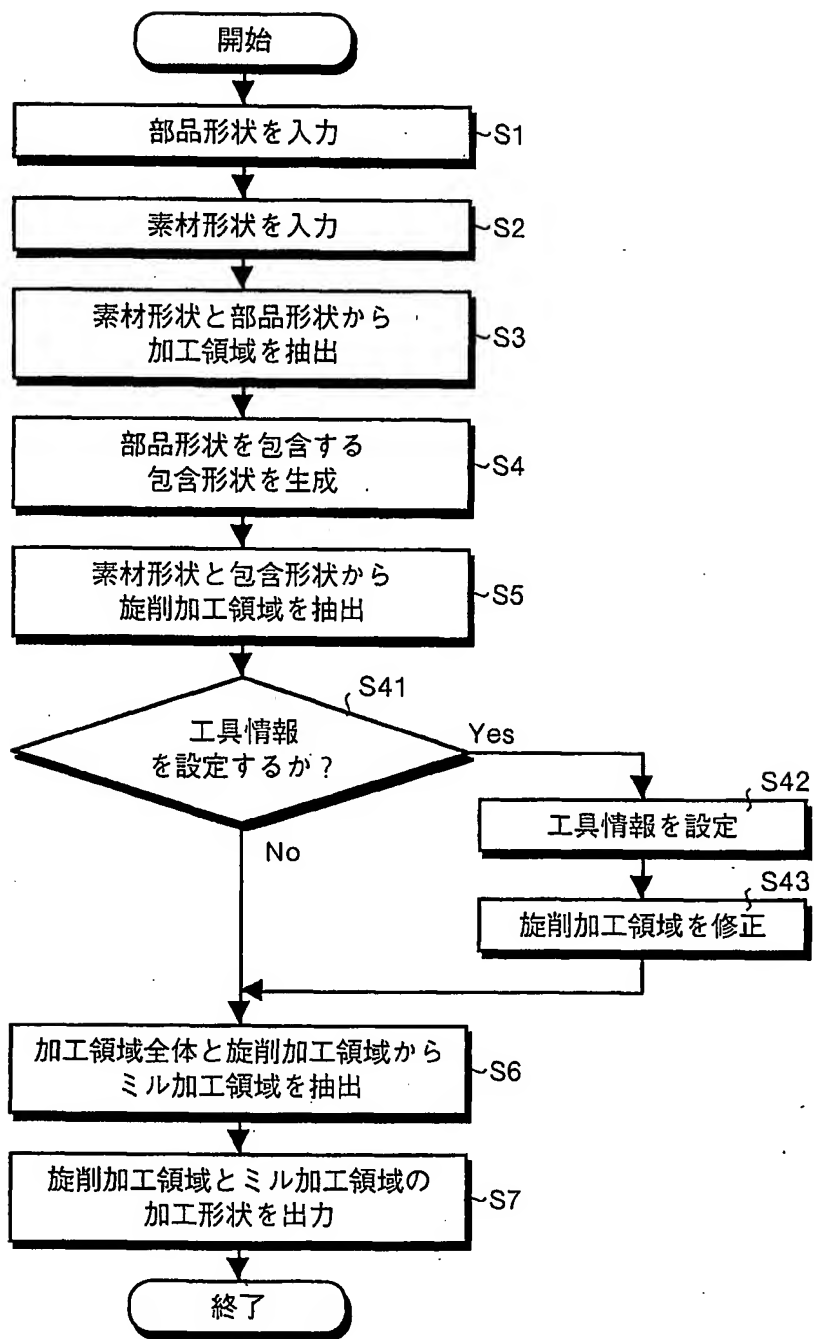 開始
部品形状を入力
S1
素材形状を入力
S2
素材形状と部品形状から
加工領域を抽出
S3
部品形状を包含する
包含形状を生成
S4
素材形状と包含形状から
旋削加工領域を抽出
S5
S41
工具情報
を設定するか?
Yes
No
S42
工具情報を設定
S43
旋削加工領域を修正
加工領域全体と旋削加工領域から
ミル加工領域を抽出
S6
旋削加工領域とミル加工領域の
加工形状を出力
S7
終了